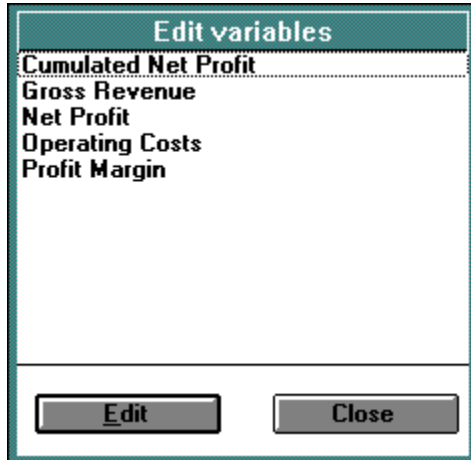 Edit variables
Cumulated Net Profit
Gross Revenue
Net Profit
Operating Costs
Profit Margin
Edit
Close